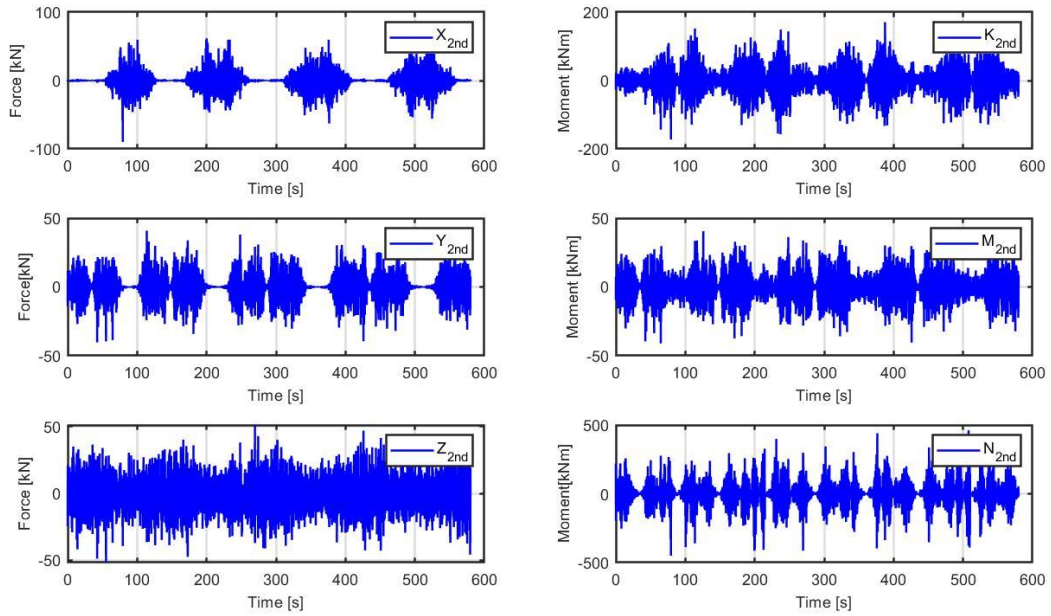 100
0
-100
Force [kN]
X2nd
0 100 200 300 400 500 600
Time [s]
200
0
-200
Moment [kNm]
K2nd
0 100 200 300 400 500 600
Time [s]
50
0
-50
Force[kN]
Y2nd
0 100 200 300 400 500 600
Time [s]
50
0
-50
Moment [kNm]
M2nd
0 100 200 300 400 500 600
Time [s]
50
0
-50
Force [kN]
Z2nd
0 100 200 300 400 500 600
Time [s]
500
0
-500
Moment[kNm]
N2nd
0 100 200 300 400 500 600
Time [s]